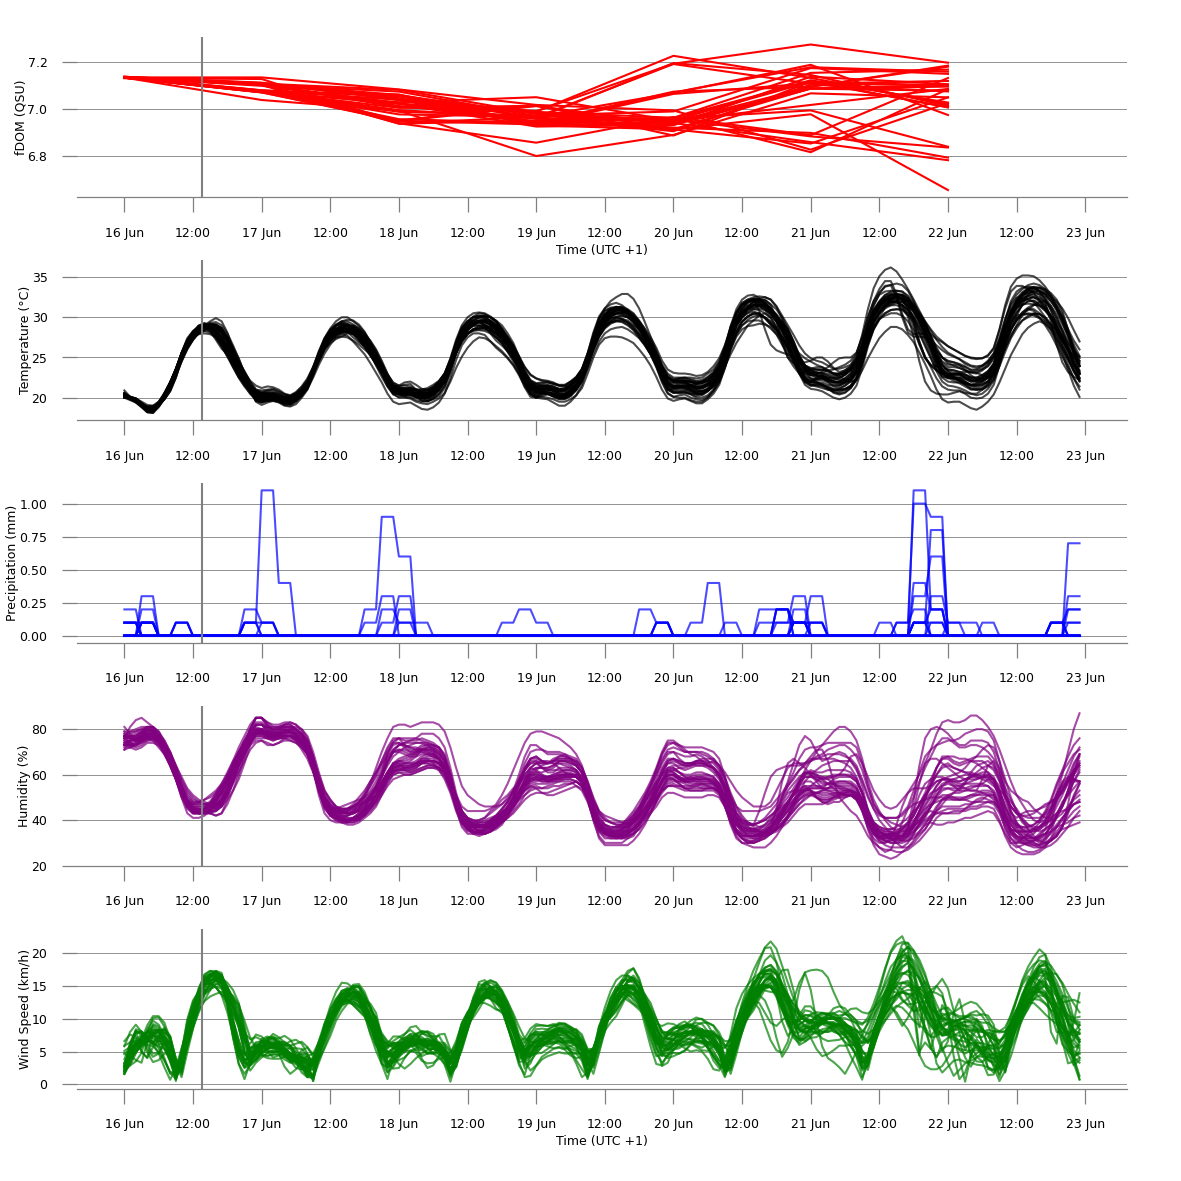 7.2
7.0
6.8
fDOM (QSU)
16 Jun 12:00 17 Jun 12:00 18 Jun 12:00 19 Jun 12:00 20 Jun 12:00 21 Jun 12:00 22 Jun 12:00 23 Jun
Time (UTC +1)
35
30
25
20
Temperature (°C)
16 Jun 12:00 17 Jun 12:00 18 Jun 12:00 19 Jun 12:00 20 Jun 12:00 21 Jun 12:00 22 Jun 12:00 23 Jun
1.00
0.75
0.50
0.25
0.00
Precipitation (mm)
16 Jun 12:00 17 Jun 12:00 18 Jun 12:00 19 Jun 12:00 20 Jun 12:00 21 Jun 12:00 22 Jun 12:00 23 Jun
80
60
40
20
Humidity (%)
16 Jun 12:00 17 Jun 12:00 18 Jun 12:00 19 Jun 12:00 20 Jun 12:00 21 Jun 12:00 22 Jun 12:00 23 Jun
20
15
10
5
0
Wind Speed (km/h)
16 Jun 12:00 17 Jun 12:00 18 Jun 12:00 19 Jun 12:00 20 Jun 12:00 21 Jun 12:00 22 Jun 12:00 23 Jun
Time (UTC +1)